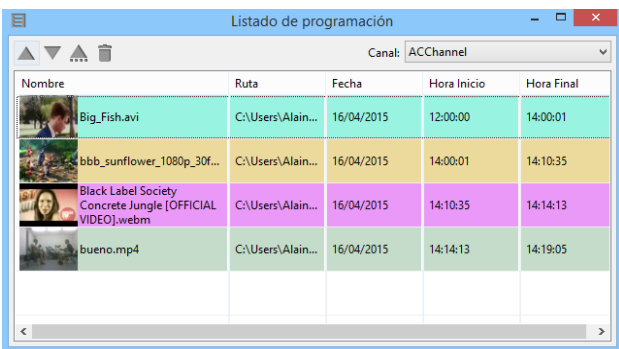 Listado de programación
Canal: ACChannel
Nombre Ruta Fecha Hora Inicio Hora Final
Big_Fish.avi C:\Users\Alain... 16/04/2015 12:00:00 14:00:01
bbb_sunflower_1080p_30f... C:\Users\Alain... 16/04/2015 14:00:01 14:10:35
Black Label Society
Concrete Jungle [OFFICIAL C:\Users\Alain... 16/04/2015 14:10:35 14:14:13
VIDEO].webm
bueno.mp4 C:\Users\Alain... 16/04/2015 14:14:13 14:19:05